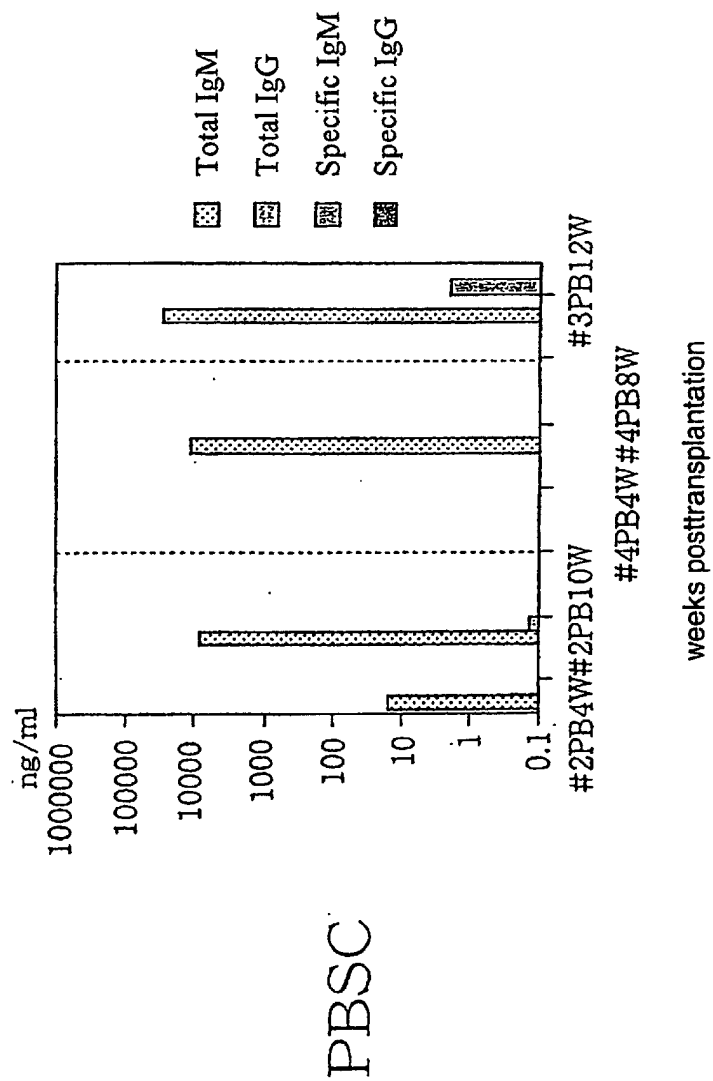 PBSC
ng/ml
1000000
100000
10000
1000
100
10
1
0.1
#2PB4W#2PB10W
#4PB4W#4PB8W
#3PB12W
weeks posttransplantation
Total IgM
Total IgG
Specific IgM
Specific IgG